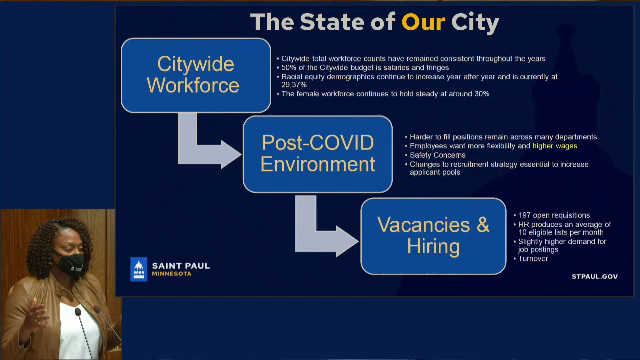 The State of Our City
Citywide
Workforce
• Citywide total workforce counts have remained consistent throughout the years
• 50% of the Citywide budget is salaries and fringes
• Racial equity demographics continue to increase year after year and is currently at
29.37%
• The female workforce continues to hold steady at around 30%
Post-COVID
Environment
• Harder to fill positions remain across many departments
• Employees want more flexibility and higher wages
• Safety Concerns
• Changes to recruitment strategy essential to increase
applicant pools
Vacancies &
Hiring
• 197 open requisitions
• HR produces an average of
10 eligible lists per month
• Slightly higher demand for
job postings
• Turnover
SAINT PAUL
MINNESOTA
STPAUL.GOV